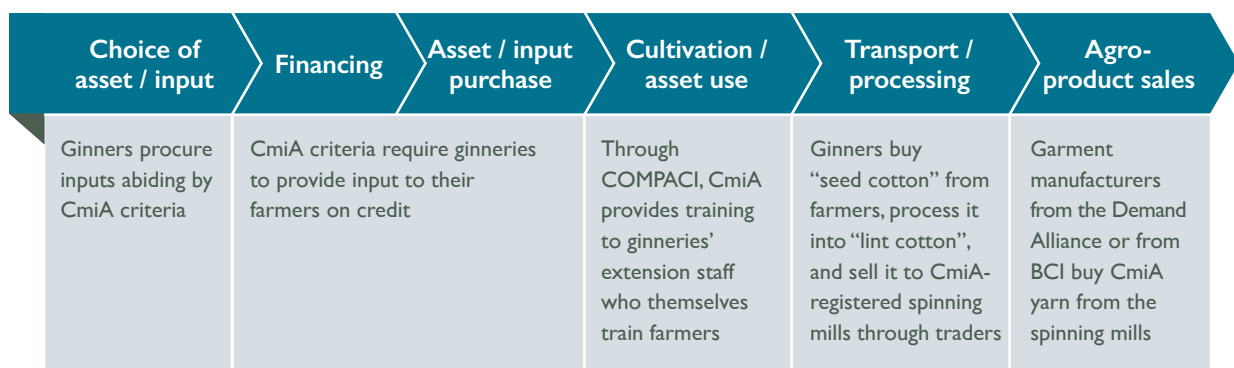 Choice of
asset / input
Financing
Asset / input
purchase
Cultivation /
asset use
Transport /
processing
Agro-
product sales
Ginners procure
inputs abiding by
CmiA criteria
CmiA criteria require ginneries
to provide input to their
farmers on credit
Through
COMPACI, CmiA
provides training
to ginneries’
extension staff
who themselves
train farmers
Ginners buy
“seed cotton” from
farmers, process it
into “lint cotton”,
and sell it to CmiA-
registered spinning
mills through traders
Garment
manufacturers
from the Demand
Alliance or from
BCI buy CmiA
yarn from the
spinning mills